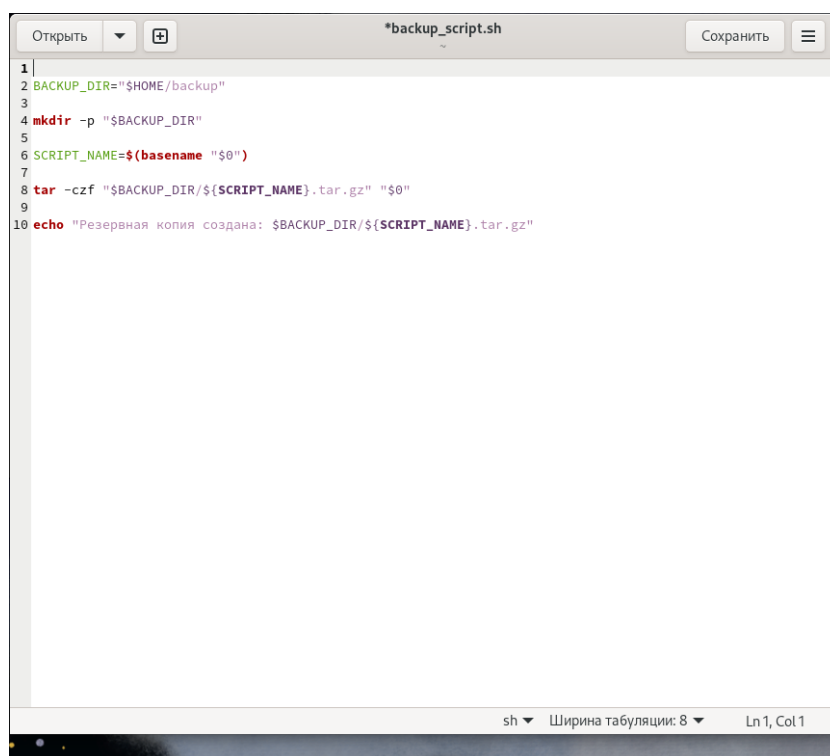 Открыть
*backup_script.sh
~
Сохранить
1
2 BACKUP_DIR="$HOME/backup"
3
4 mkdir -p "$BACKUP_DIR"
5
6 SCRIPT_NAME=$(basename "$0")
7
8 tar -czf "$BACKUP_DIR/${SCRIPT_NAME}.tar.gz" "$0"
9
10 echo "Резервная копия создана: $BACKUP_DIR/${SCRIPT_NAME}.tar.gz"
sh Ширина табуляции: 8 Ln 1, Col 1